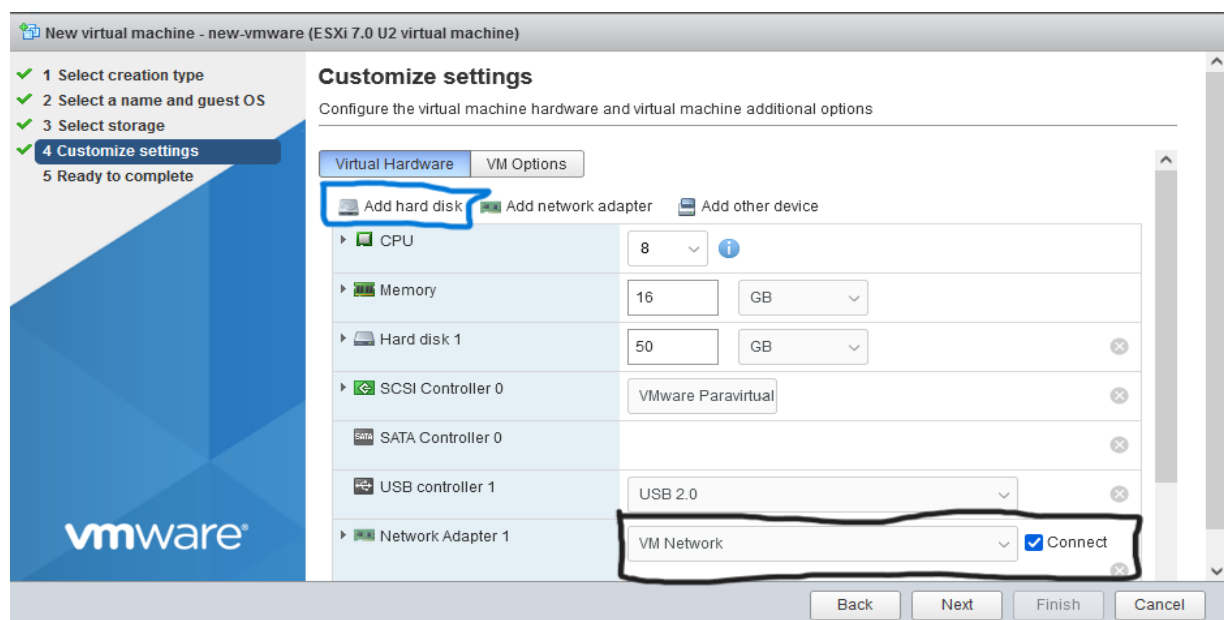 New virtual machine - new-vmware (ESXi 7.0 U2 virtual machine)
1 Select creation type
2 Select a name and guest OS
3 Select storage
4 Customize settings
5 Ready to complete
vmware®
Customize settings
Configure the virtual machine hardware and virtual machine additional options
Virtual Hardware VM Options
Add hard disk Add network adapter Add other device
CPU 8
Memory 16 GB
Hard disk 1 50 GB
SCSI Controller 0 VMware Paravirtual
SATA SATA Controller 0
USB controller 1 USB 2.0
Network Adapter 1 VM Network Connect
Back Next Finish Cancel